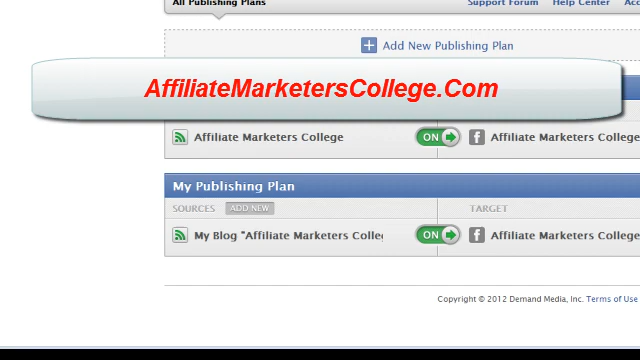 All Publishing Plans Support Forum Help Center
Add New Publishing Plan
AffiliateMarketersCollege.Com
Affiliate Marketers College ON Affiliate Marketers College
My Publishing Plan
SOURCES ADD NEW TARGET
My Blog "Affiliate Marketers ON Affiliate Marketers College
Copyright © 2012 Demand Media, Inc. Terms of Use